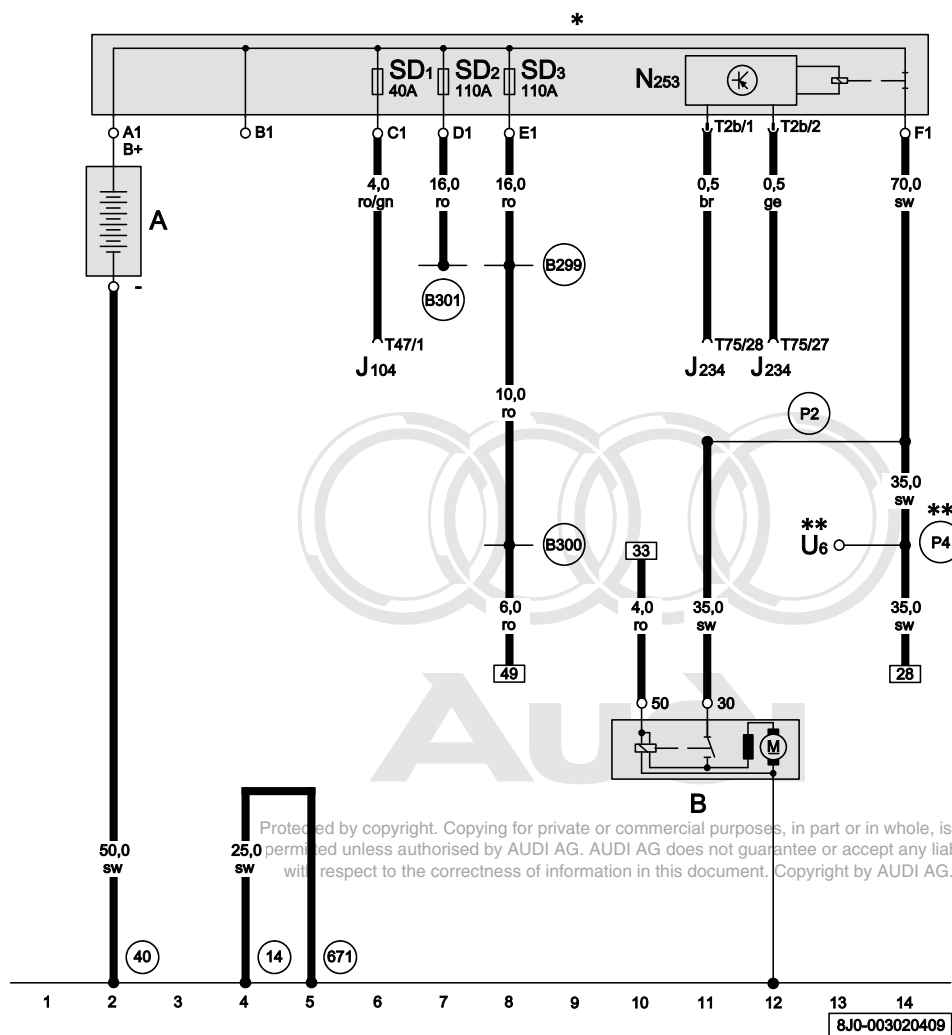 *
SD1 40A
SD2 110A
SD3 110A
N253
A1
B+
B1
C1
D1
E1
T2b/1
T2b/2
F1
A
-
4,0 ro/gn
16,0 ro
16,0 ro
0,5 br
0,5 ge
70,0 sw
B301
B299
T47/1
J104
T75/28
J234
T75/27
J234
10,0 ro
P2
35,0 sw
**
U6
**
P4
B300
33
6,0 ro
4,0 ro
35,0 sw
35,0 sw
49
28
50
30
M
B
Audi
Protected by copyright. Copying for private or commercial purposes, in part or in whole, is
permitted unless authorised by AUDI AG. AUDI AG does not guarantee or accept any liab
with respect to the correctness of information in this document. Copyright by AUDI AG.
50,0 sw
25,0 sw
40
14
671
1 2 3 4 5 6 7 8 9 10 11 12 13 14
8J0-003020409